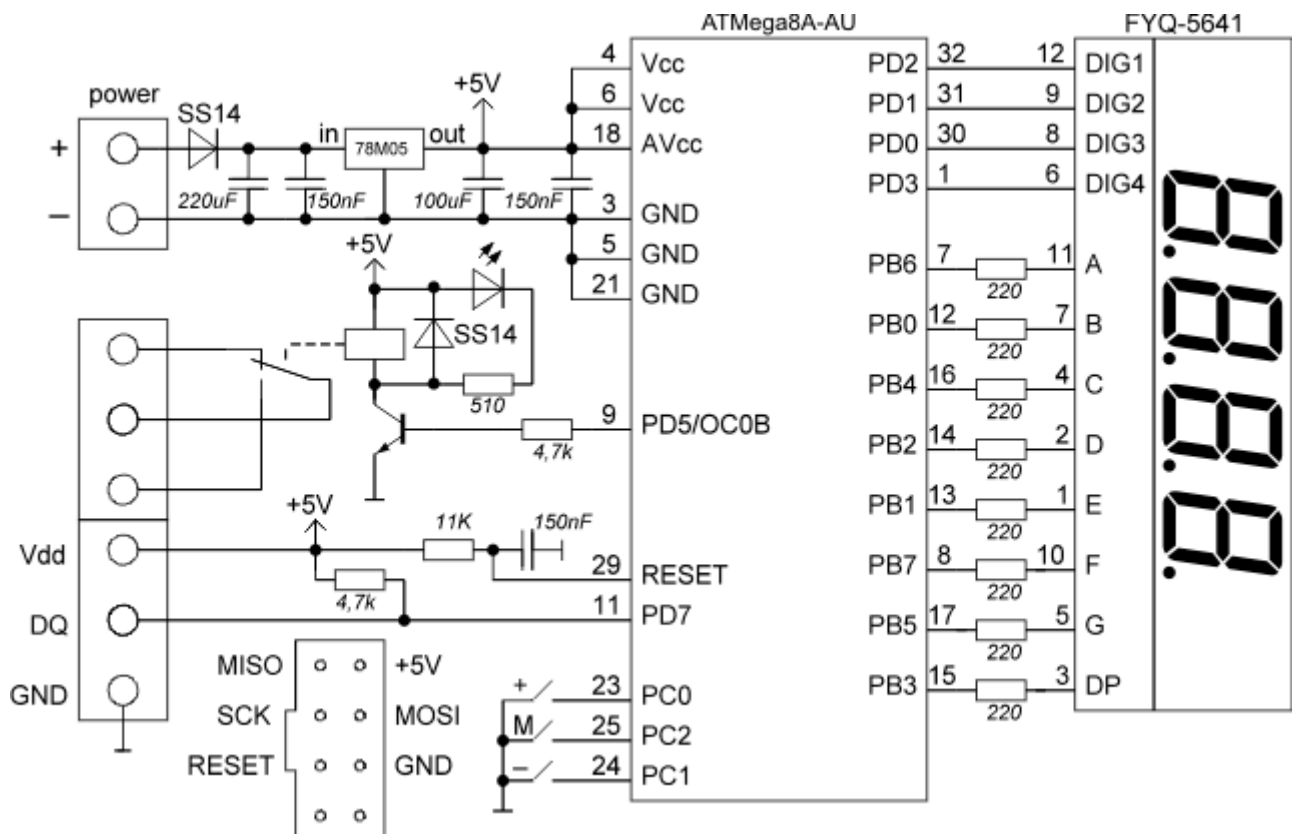 ATMega8A-AU
FYQ-5641
power
+
–
SS14
in
78M05
out
+5V
220uF
150nF
100uF
150nF
4
Vcc
6
Vcc
18
AVcc
3
GND
5
GND
21
GND
PD2
32
12
DIG1
PD1
31
9
DIG2
PD0
30
8
DIG3
PD3
1
6
DIG4
+5V
SS14
510
9
PD5/OC0B
4,7k
PB6
7
220
11
A
PB0
12
220
7
B
PB4
16
220
4
C
PB2
14
220
2
D
PB1
13
220
1
E
PB7
8
220
10
F
PB5
17
220
5
G
PB3
15
220
3
DP
+5V
11K
150nF
Vdd
29
RESET
4,7k
DQ
11
PD7
GND
MISO
+5V
SCK
MOSI
RESET
GND
+
23
PC0
M
25
PC2
–
24
PC1